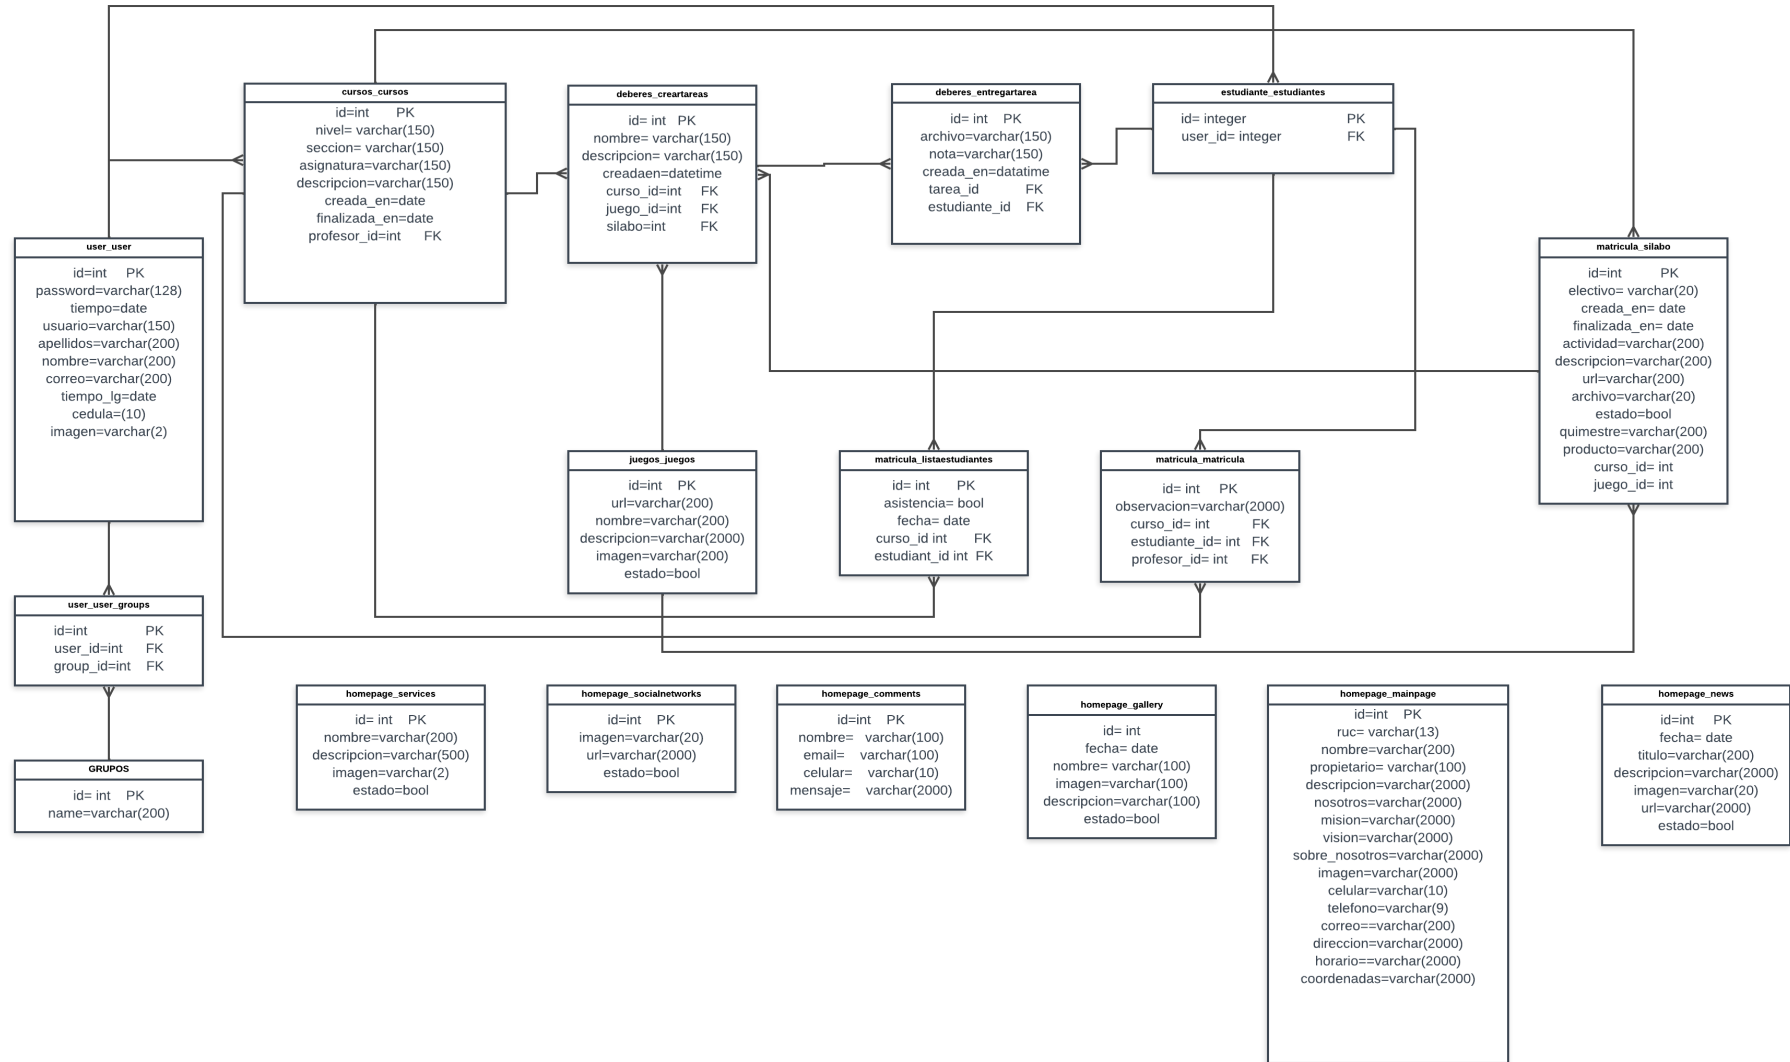 cursos_cursos
id=int PK
nivel= varchar(150)
seccion= varchar(150)
asignatura=varchar(150)
descripcion=varchar(150)
creada_en=date
finalizada_en=date
profesor_id=int FK
deberes_creartareas
id= int PK
nombre= varchar(150)
descripcion= varchar(150)
creadaen=datetime
curso_id=int FK
juego_id=int FK
silabo=int FK
deberes_entregartarea
id= int PK
archivo=varchar(150)
nota=varchar(150)
creada_en=datatime
tarea_id FK
estudiante_id FK
estudiante_estudiantes
id= integer PK
user_id= integer FK
user_user
id=int PK
password=varchar(128)
tiempo=date
usuario=varchar(150)
apellidos=varchar(200)
nombre=varchar(200)
correo=varchar(200)
tiempo_lg=date
cedula=(10)
imagen=varchar(2)
matricula_silabo
id=int PK
electivo= varchar(20)
creada_en= date
finalizada_en= date
actividad=varchar(200)
descripcion=varchar(200)
url=varchar(200)
archivo=varchar(20)
estado=bool
quimestre=varchar(200)
producto=varchar(200)
curso_id= int
juego_id= int
juegos_juegos
id=int PK
url=varchar(200)
nombre=varchar(200)
descripcion=varchar(2000)
imagen=varchar(200)
estado=bool
matricula_listaestudiantes
id= int PK
asistencia= bool
fecha= date
curso_id int FK
estudiant_id int FK
matricula_matricula
id= int PK
observacion=varchar(2000)
curso_id= int FK
estudiante_id= int FK
profesor_id= int FK
user_user_groups
id=int PK
user_id=int FK
group_id=int FK
GRUPOS
id= int PK
name=varchar(200)
homepage_services
id= int PK
nombre=varchar(200)
descripcion=varchar(500)
imagen=varchar(2)
estado=bool
homepage_socialnetworks
id=int PK
imagen=varchar(20)
url=varchar(2000)
estado=bool
homepage_comments
id=int PK
nombre= varchar(100)
email= varchar(100)
celular= varchar(10)
mensaje= varchar(2000)
homepage_gallery
id= int
fecha= date
nombre= varchar(100)
imagen=varchar(100)
descripcion=varchar(100)
estado=bool
homepage_mainpage
id=int PK
ruc= varchar(13)
nombre=varchar(200)
propietario= varchar(100)
descripcion=varchar(2000)
nosotros=varchar(2000)
mision=varchar(2000)
vision=varchar(2000)
sobre_nosotros=varchar(2000)
imagen=varchar(2000)
celular=varchar(10)
telefono=varchar(9)
correo==varchar(200)
direccion=varchar(2000)
horario==varchar(2000)
coordenadas=varchar(2000)
homepage_news
id=int PK
fecha= date
titulo=varchar(200)
descripcion=varchar(2000)
imagen=varchar(20)
url=varchar(2000)
estado=bool